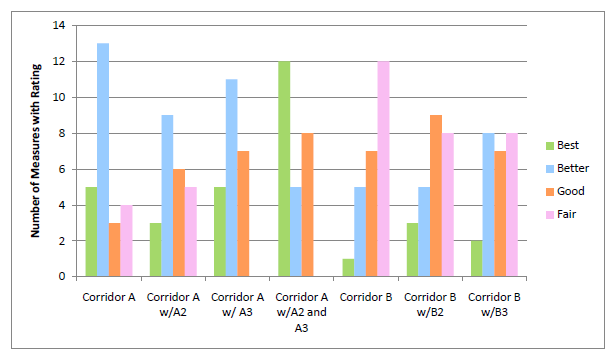 14
12
10
8
6
4
2
0
Number of Measures with Rating
Corridor A
Corridor A
w/A2
Corridor A
w/ A3
Corridor A
w/A2 and
A3
Corridor B
Corridor B
w/B2
Corridor B
w/B3
Best
Better
Good
Fair